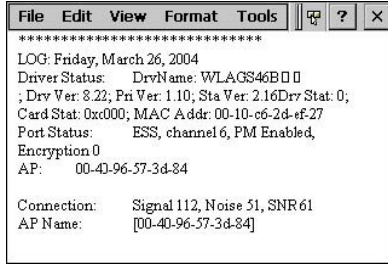 File Edit View Format Tools ? ×
*****************************
LOG: Friday, March 26, 2004
Driver Status: DrvName: WLAGS46B▯▯
; Drv Ver: 8.22; Pri Ver: 1.10; Sta Ver: 2.16Drv Stat: 0;
Card Stat: 0xc000; MAC Addr: 00-10-c6-2d-ef-27
Port Status: ESS, channel 6, PM Enabled,
Encryption 0
AP: 00-40-96-57-3d-84
Connection: Signal 112, Noise 51, SNR 61
AP Name: [00-40-96-57-3d-84]